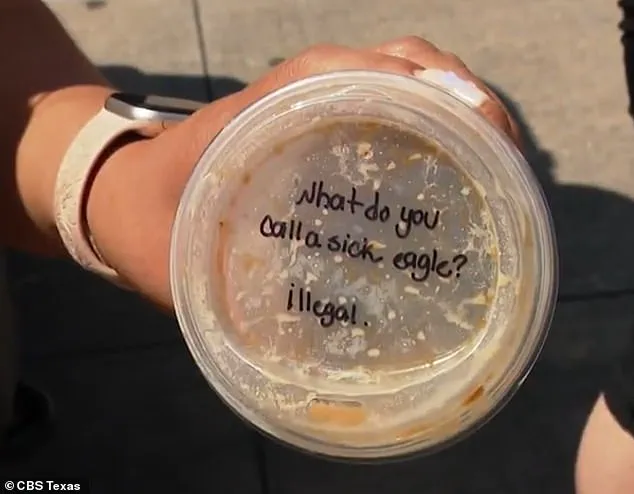 What do you
Call a sick eagle?
illegal.
©CBS Texas